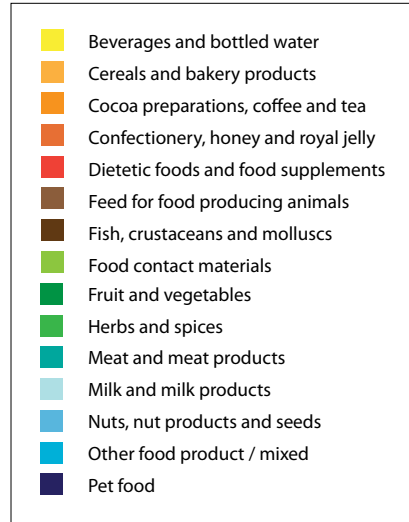 Beverages and bottled water
Cereals and bakery products
Cocoa preparations, coffee and tea
Confectionery, honey and royal jelly
Dietetic foods and food supplements
Feed for food producing animals
Fish, crustaceans and molluscs
Food contact materials
Fruit and vegetables
Herbs and spices
Meat and meat products
Milk and milk products
Nuts, nut products and seeds
Other food product / mixed
Pet food